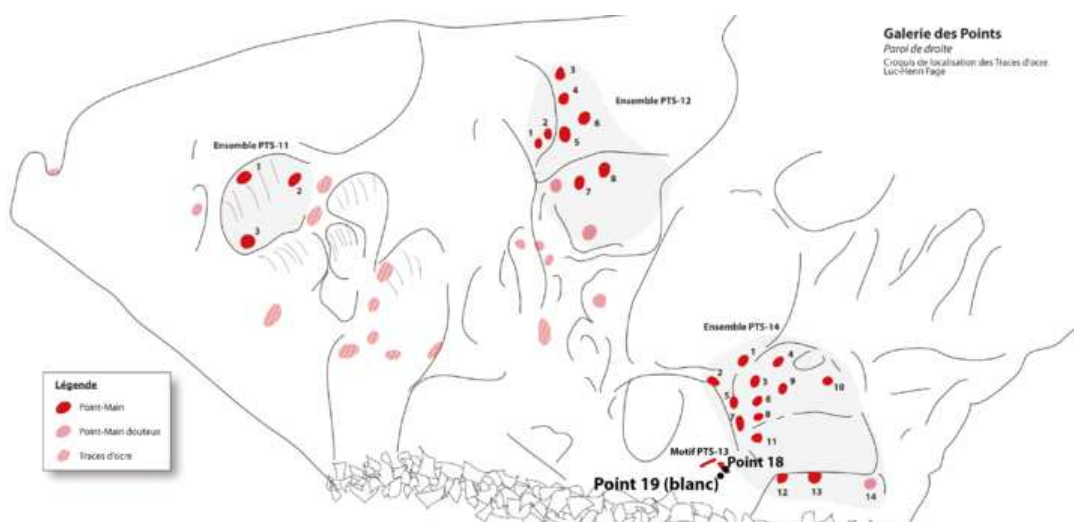 Galerie des Points
Paroi de droite
Croquis de localisation des Traces d'ocre
Luc-Henri Fage
Ensemble PTS-11
1
2
3
Ensemble PTS-12
3
4
6
2
1
5
8
7
Ensemble PTS-14
1
4
2
3
9
10
5
6
7
8
11
12
13
14
Motif PTS-13
Point 18
Point 19 (blanc)
Légende
Point-Main
Point-Main douteux
Traces d'ocre